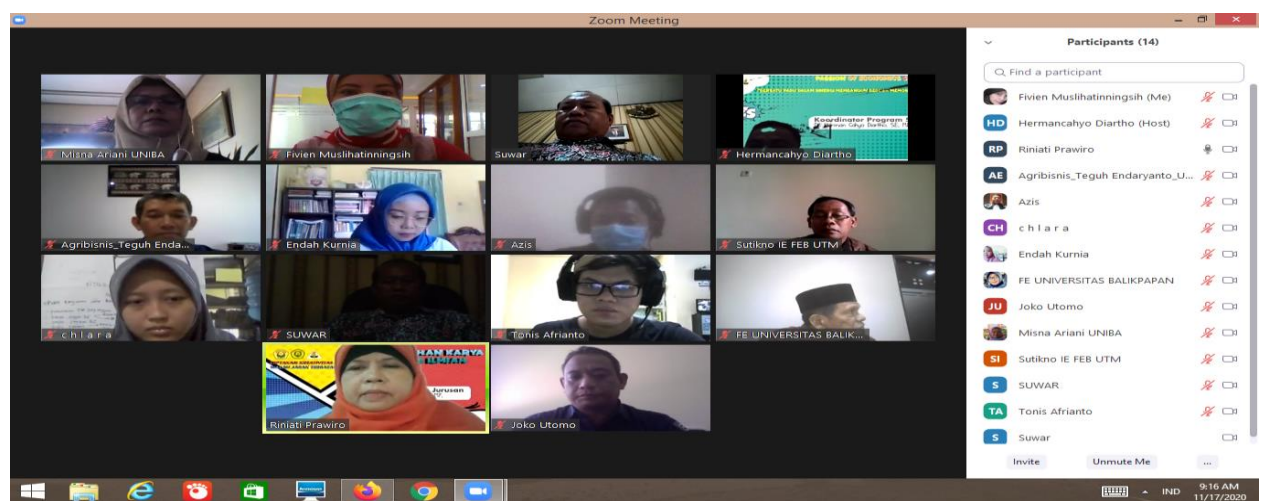 Zoom Meeting
Misna Ariani UNIBA
Fivien Muslihatinningsih
Suwar
Koordinator Program S
Hermancahyo Diartho
Agribisnis_Teguh Enda...
Endah Kurnia
Azis
Sutikno IE FEB UTM
c h l a r a
SUWAR
Tonis Afrianto
FE UNIVERSITAS BALIK...
HAN KARYA
Jurusan
Riniati Prawiro
Joko Utomo
Participants (14)
Find a participant
Fivien Muslihatinningsih (Me)
HD Hermancahyo Diartho (Host)
RP Riniati Prawiro
AE Agribisnis_Teguh Endaryanto_U...
Azis
CH c h l a r a
Endah Kurnia
FE UNIVERSITAS BALIKPAPAN
JU Joko Utomo
Misna Ariani UNIBA
SI Sutikno IE FEB UTM
S SUWAR
TA Tonis Afrianto
S Suwar
Invite Unmute Me ...
IND 9:16 AM
11/17/2020